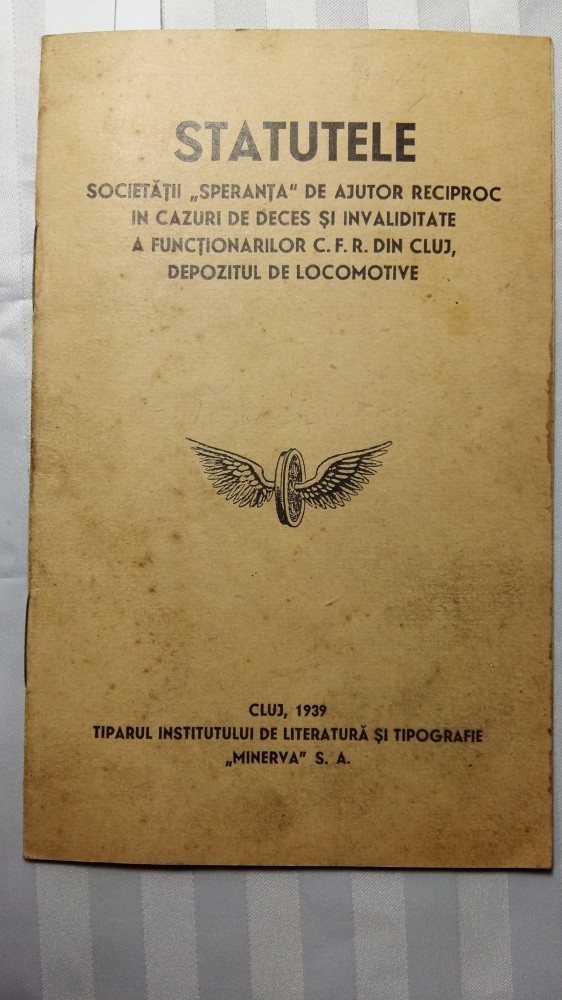 STATUTELE
SOCIETĂȚII „SPERANȚA" DE AJUTOR RECIPROC
IN CAZURI DE DECES ȘI INVALIDITATE
A FUNCȚIONARILOR C. F. R. DIN CLUJ,
DEPOZITUL DE LOCOMOTIVE
CLUJ, 1939
TIPARUL INSTITUTULUI DE LITERATURĂ ȘI TIPOGRAFIE
„MINERVA" S. A.